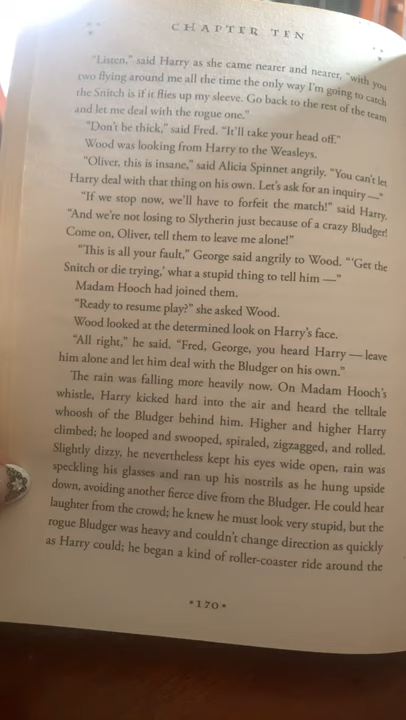 CHAPTER TEN
"Listen," said Harry as she came nearer and nearer, "with you
two flying around me all the time the only way I'm going to catch
the Snitch is if it flies up my sleeve. Go back to the rest of the team
and let me deal with the rogue one."
"Don't be thick," said Fred. "It'll take your head off."
Wood was looking from Harry to the Weasleys.
"Oliver, this is insane," said Alicia Spinnet angrily. "You can't let
Harry deal with that thing on his own. Let's ask for an inquiry —"
"If we stop now, we'll have to forfeit the match!" said Harry.
"And we're not losing to Slytherin just because of a crazy Bludger!
Come on, Oliver, tell them to leave me alone!"
"This is all your fault," George said angrily to Wood. "'Get the
Snitch or die trying,' what a stupid thing to tell him —"
Madam Hooch had joined them.
"Ready to resume play?" she asked Wood.
Wood looked at the determined look on Harry's face.
"All right," he said. "Fred, George, you heard Harry — leave
him alone and let him deal with the Bludger on his own."
The rain was falling more heavily now. On Madam Hooch's
whistle, Harry kicked hard into the air and heard the telltale
whoosh of the Bludger behind him. Higher and higher Harry
climbed; he looped and swooped, spiraled, zigzagged, and rolled.
Slightly dizzy, he nevertheless kept his eyes wide open, rain was
speckling his glasses and ran up his nostrils as he hung upside
down, avoiding another fierce dive from the Bludger. He could hear
laughter from the crowd; he knew he must look very stupid, but the
rogue Bludger was heavy and couldn't change direction as quickly
as Harry could; he began a kind of roller-coaster ride around the
*170*